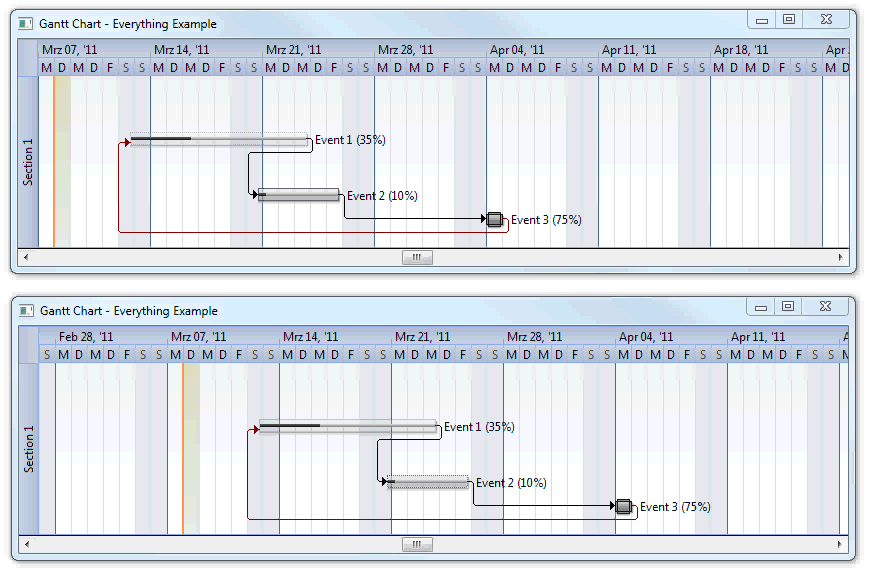 Gantt Chart - Everything Example
Mrz 07, '11 Mrz 14, '11 Mrz 21, '11 Mrz 28, '11 Apr 04, '11 Apr 11, '11 Apr 18, '11 Apr
M D M D F S S M D M D F S S M D M D F S S M D M D F S S M D M D F S S M D M D F S S M D M D F S S M D
Section 1
Event 1 (35%)
Event 2 (10%)
Event 3 (75%)
Gantt Chart - Everything Example
Feb 28, '11 Mrz 07, '11 Mrz 14, '11 Mrz 21, '11 Mrz 28, '11 Apr 04, '11 Apr 11, '11
S M D M D F S S M D M D F S S M D M D F S S M D M D F S S M D M D F S S M D M D F S S M D M D F S S M
Section 1
Event 1 (35%)
Event 2 (10%)
Event 3 (75%)